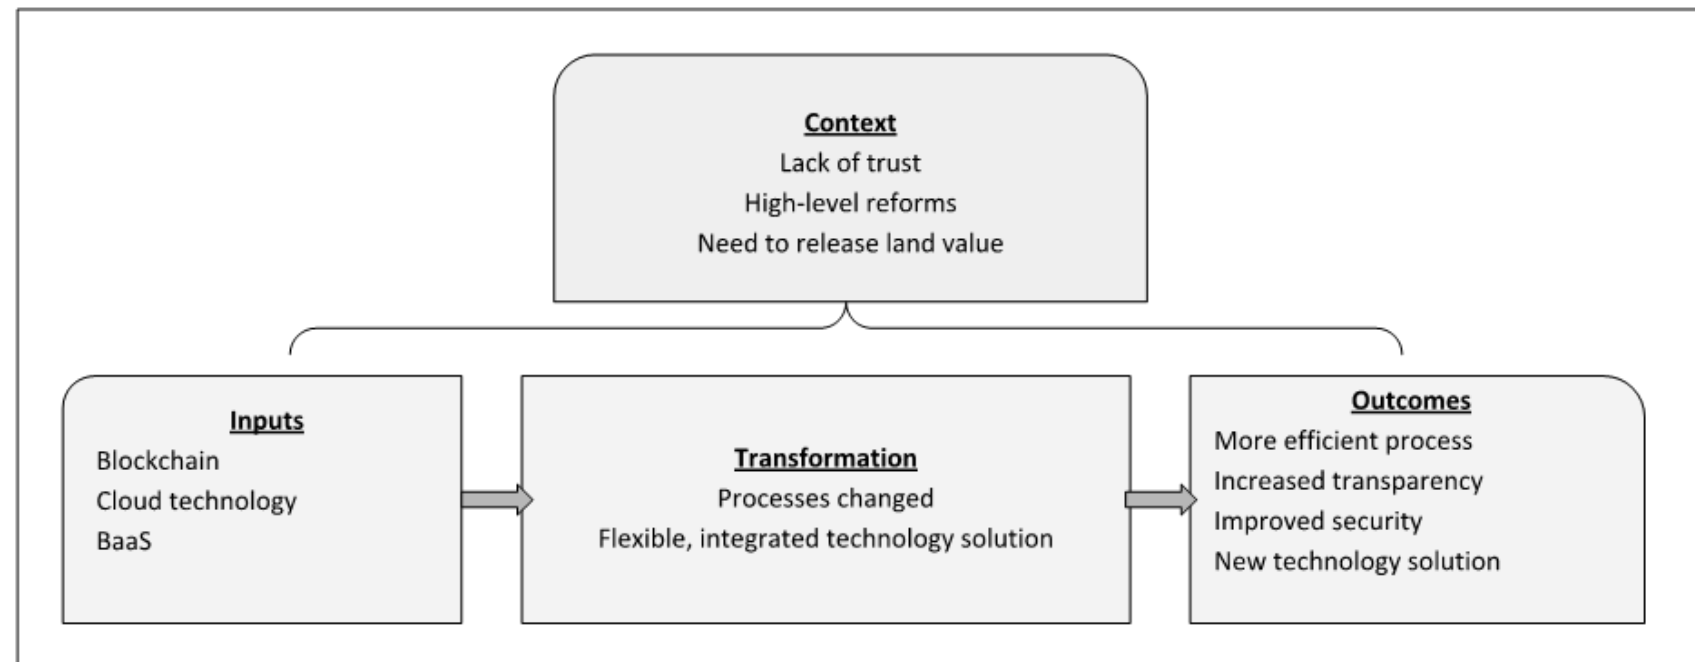 Context
Lack of trust
High-level reforms
Need to release land value
Inputs
Blockchain
Cloud technology
BaaS
Transformation
Processes changed
Flexible, integrated technology solution
Outcomes
More efficient process
Increased transparency
Improved security
New technology solution